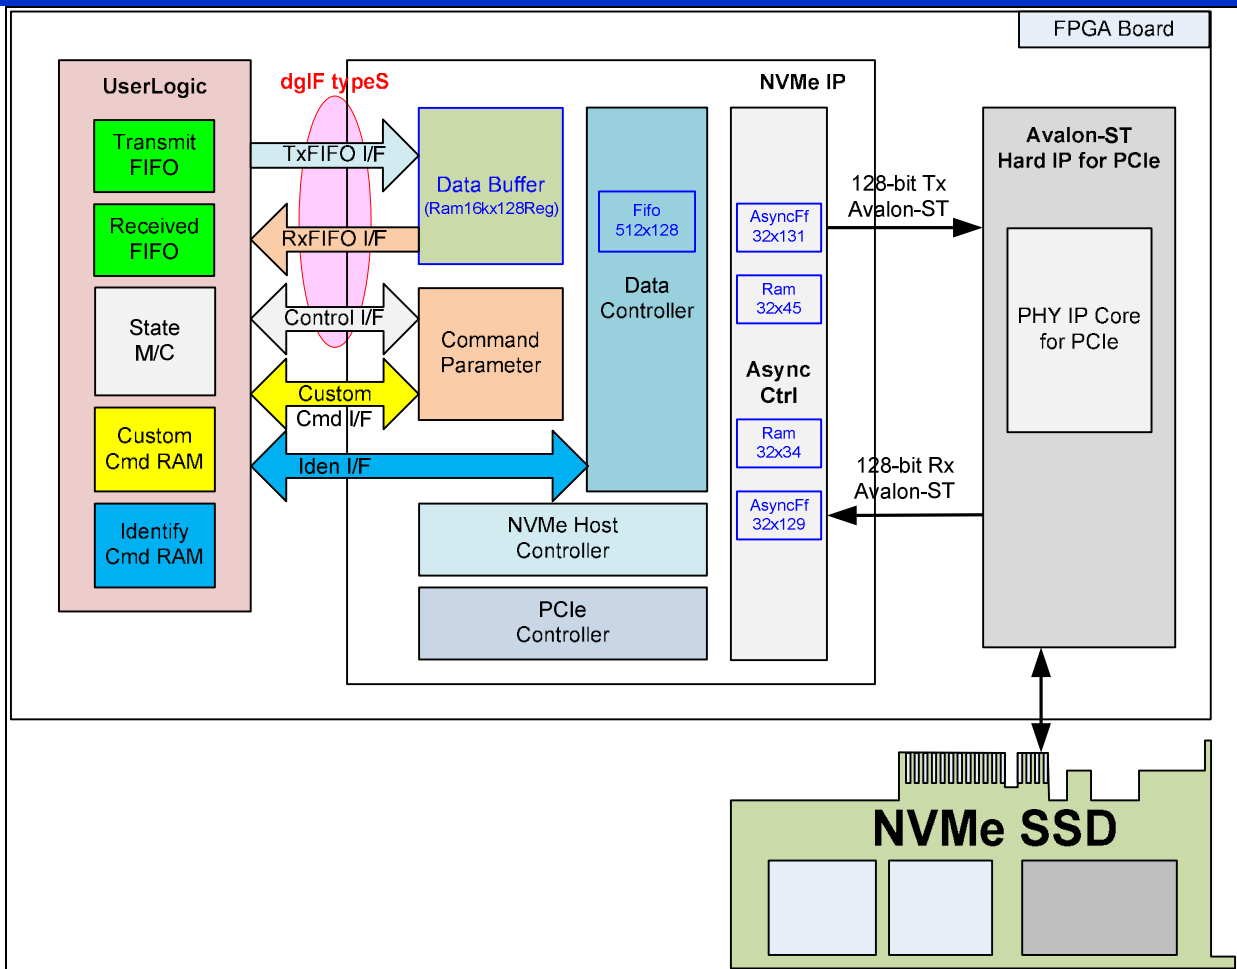 FPGA Board
UserLogic
Transmit
FIFO
Received
FIFO
State
M/C
Custom
Cmd RAM
Identify
Cmd RAM
dgIF typeS
TxFIFO I/F
RxFIFO I/F
Control I/F
Custom
Cmd I/F
Iden I/F
NVMe IP
Data Buffer
(Ram16kx128Reg)
Command
Parameter
Fifo
512x128
Data
Controller
NVMe Host
Controller
PCIe
Controller
AsyncFf
32x131
Ram
32x45
Async
Ctrl
Ram
32x34
AsyncFf
32x129
128-bit Tx
Avalon-ST
128-bit Rx
Avalon-ST
Avalon-ST
Hard IP for PCIe
PHY IP Core
for PCIe
NVMe SSD